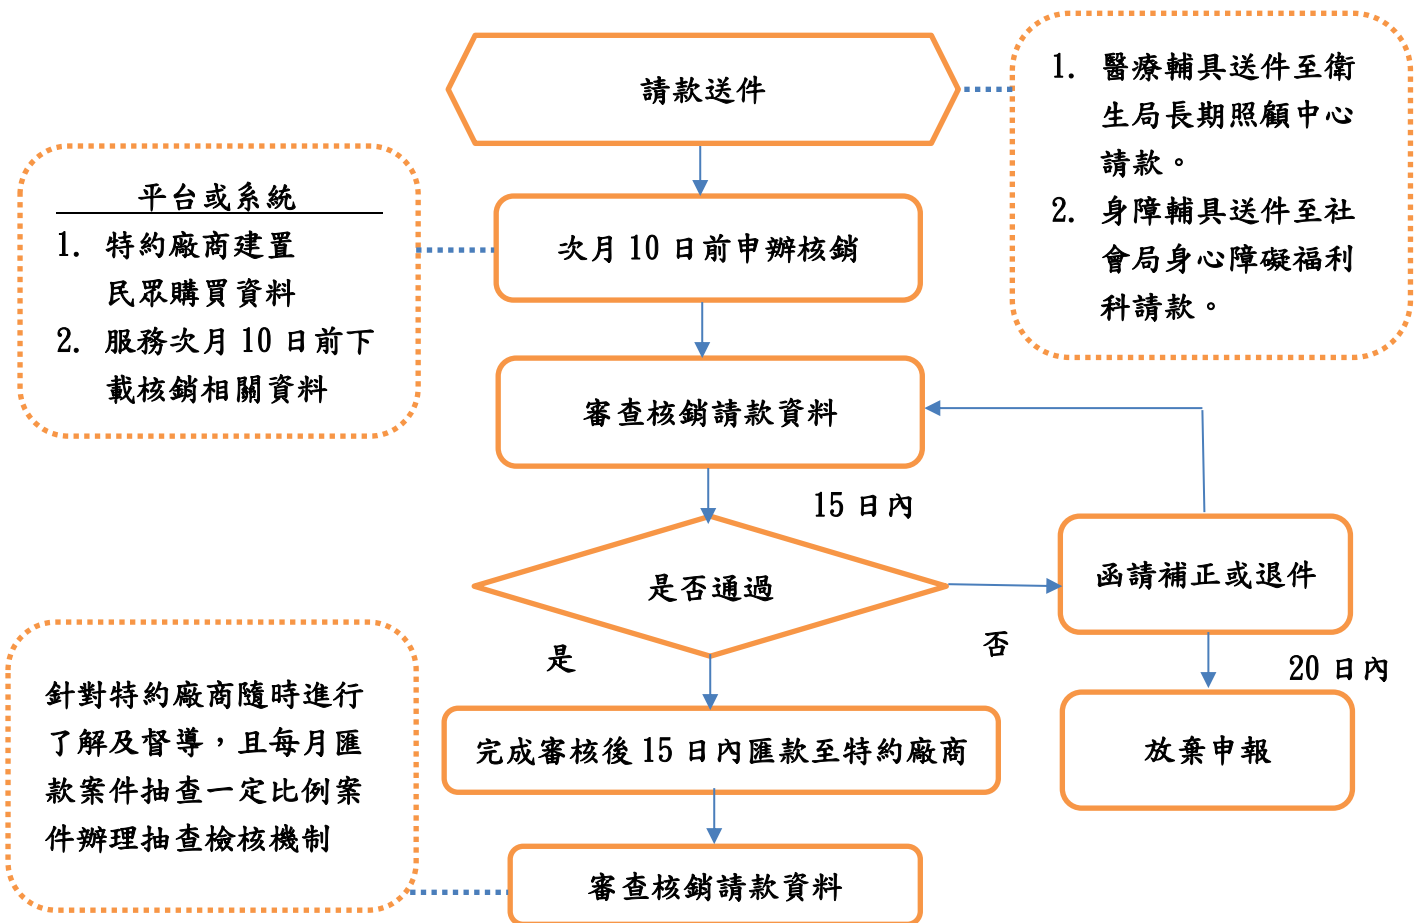 請款送件
1. 醫療輔具送件至衛
生局長期照顧中心
請款。
2. 身障輔具送件至社
會局身心障礙福利
科請款。
平台或系統
1. 特約廠商建置
民眾購買資料
2. 服務次月 10 日前下
載核銷相關資料
次月 10 日前申辦核銷
審查核銷請款資料
15 日內
是否通過
函請補正或退件
是
否
20 日內
針對特約廠商隨時進行
了解及督導，且每月匯
款案件抽查一定比例案
件辦理抽查檢核機制
完成審核後 15 日內匯款至特約廠商
放棄申報
審查核銷請款資料